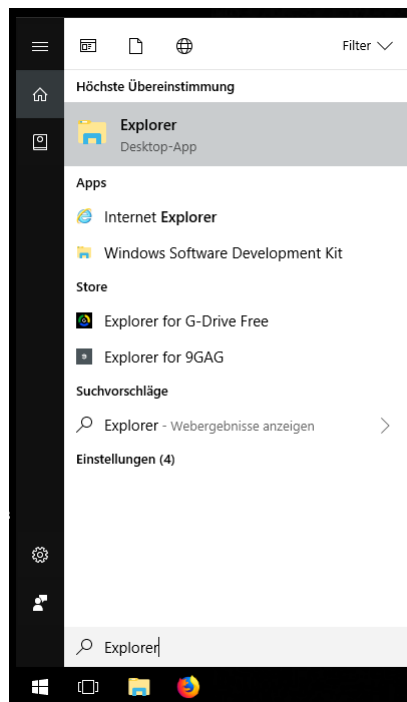 Filter
Höchste Übereinstimmung
Explorer
Desktop-App
Apps
Internet Explorer
Windows Software Development Kit
Store
Explorer for G-Drive Free
Explorer for 9GAG
Suchvorschläge
Explorer - Webergebnisse anzeigen
Einstellungen (4)
Explorer